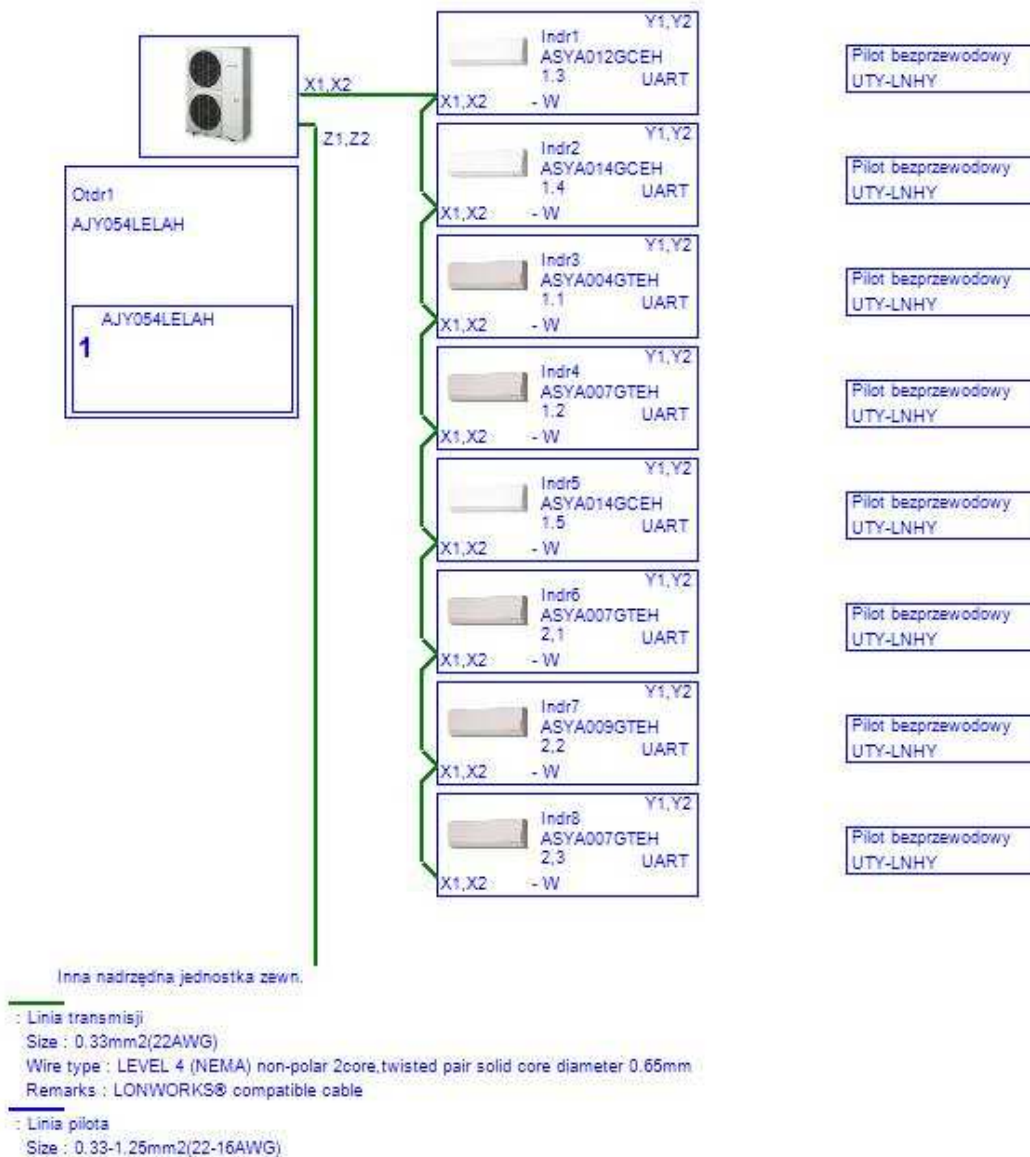 X1,X2
Z1,Z2
Otdr1
AJY054LELAH
AJY054LELAH
1
Y1,Y2
Indr1
ASYA012GCEH
1.3 UART
X1,X2 - W
Pilot bezprzewodowy
UTY-LNHY
Y1,Y2
Indr2
ASYA014GCEH
1.4 UART
X1,X2 - W
Pilot bezprzewodowy
UTY-LNHY
Y1,Y2
Indr3
ASYA004GTEH
1.1 UART
X1,X2 - W
Pilot bezprzewodowy
UTY-LNHY
Y1,Y2
Indr4
ASYA007GTEH
1.2 UART
X1,X2 - W
Pilot bezprzewodowy
UTY-LNHY
Y1,Y2
Indr5
ASYA014GCEH
1.5 UART
X1,X2 - W
Pilot bezprzewodowy
UTY-LNHY
Y1,Y2
Indr6
ASYA007GTEH
2,1 UART
X1,X2 - W
Pilot bezprzewodowy
UTY-LNHY
Y1,Y2
Indr7
ASYA009GTEH
2,2 UART
X1,X2 - W
Pilot bezprzewodowy
UTY-LNHY
Y1,Y2
Indr8
ASYA007GTEH
2,3 UART
X1,X2 - W
Pilot bezprzewodowy
UTY-LNHY
Inna nadrzędna jednostka zewn.
: Linia transmisji
Size : 0.33mm2(22AWG)
Wire type : LEVEL 4 (NEMA) non-polar 2core,twisted pair solid core diameter 0.65mm
Remarks : LONWORKS® compatible cable
: Linia pilota
Size : 0.33-1.25mm2(22-16AWG)